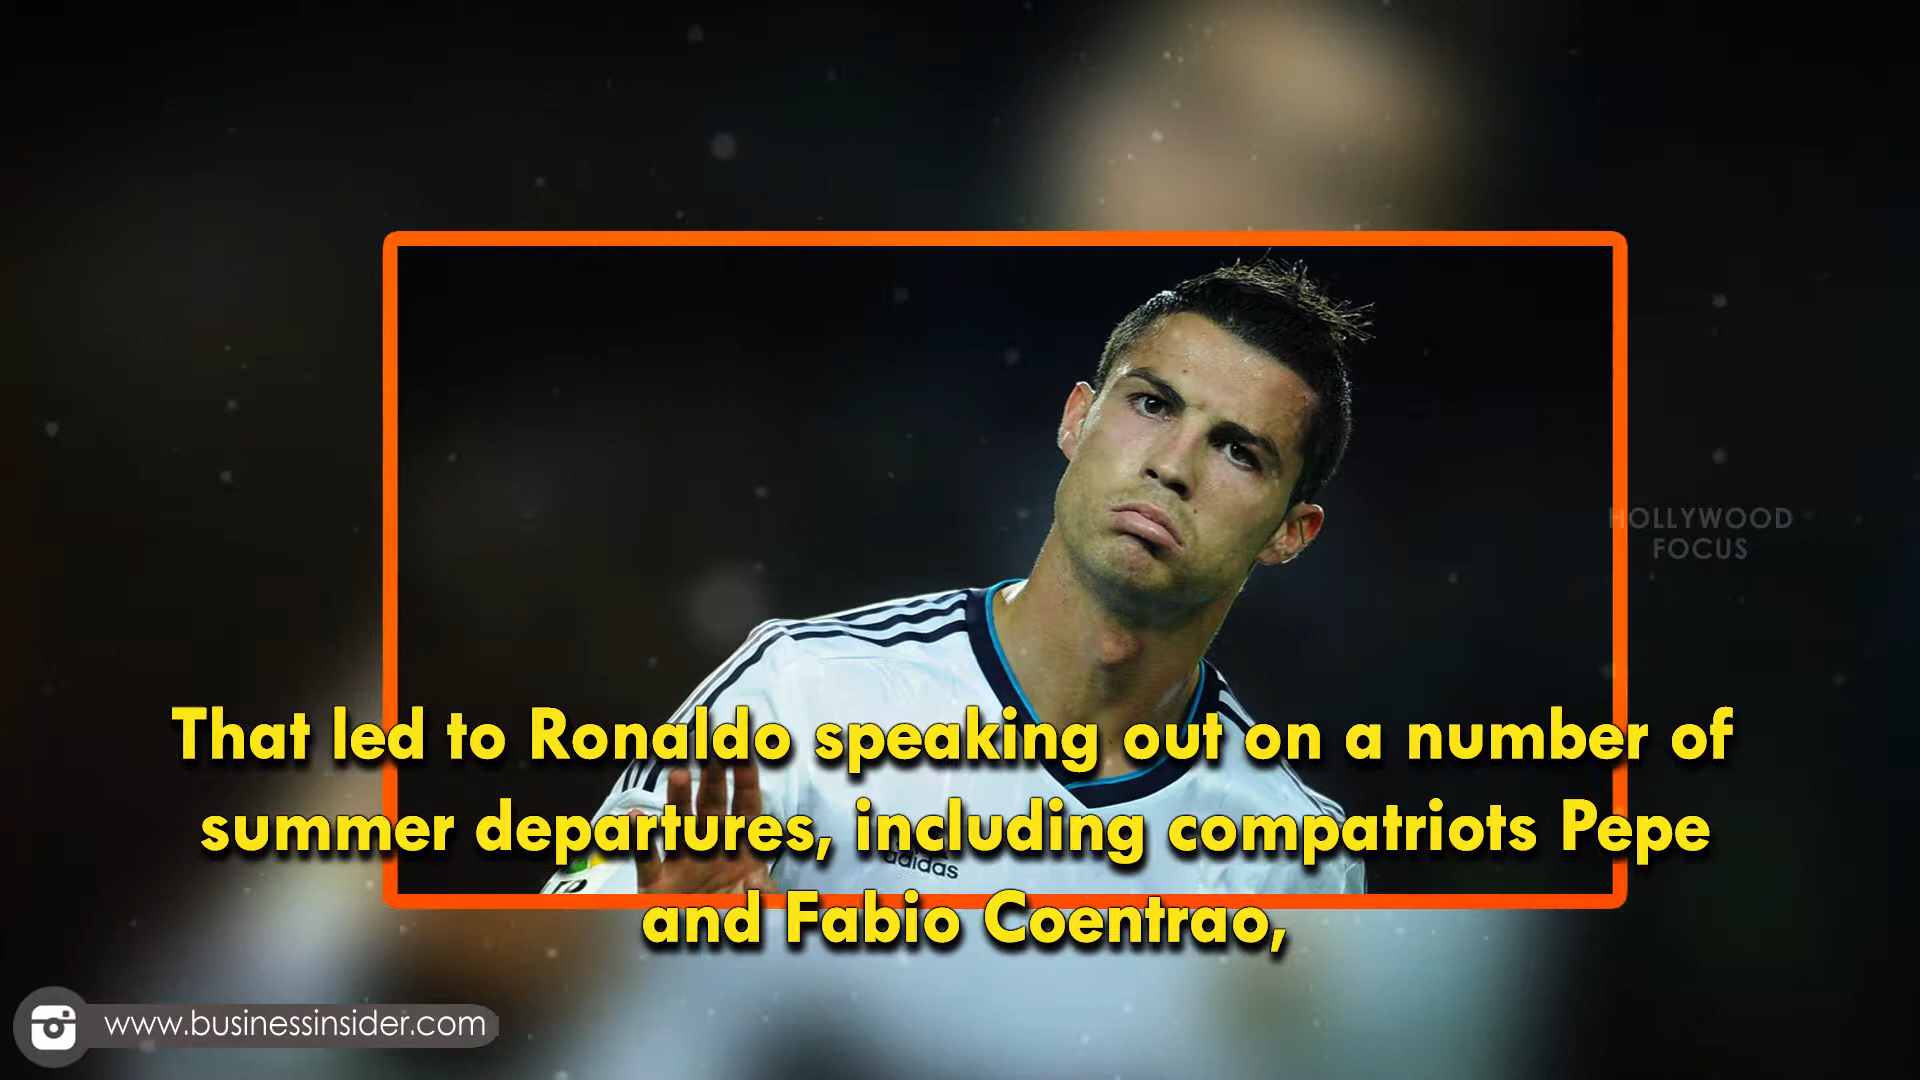 HOLLYWOOD
FOCUS
That led to Ronaldo speaking out on a number of
summer departures, including compatriots Pepe
and Fabio Coentrao,
adidas
www.businessinsider.com